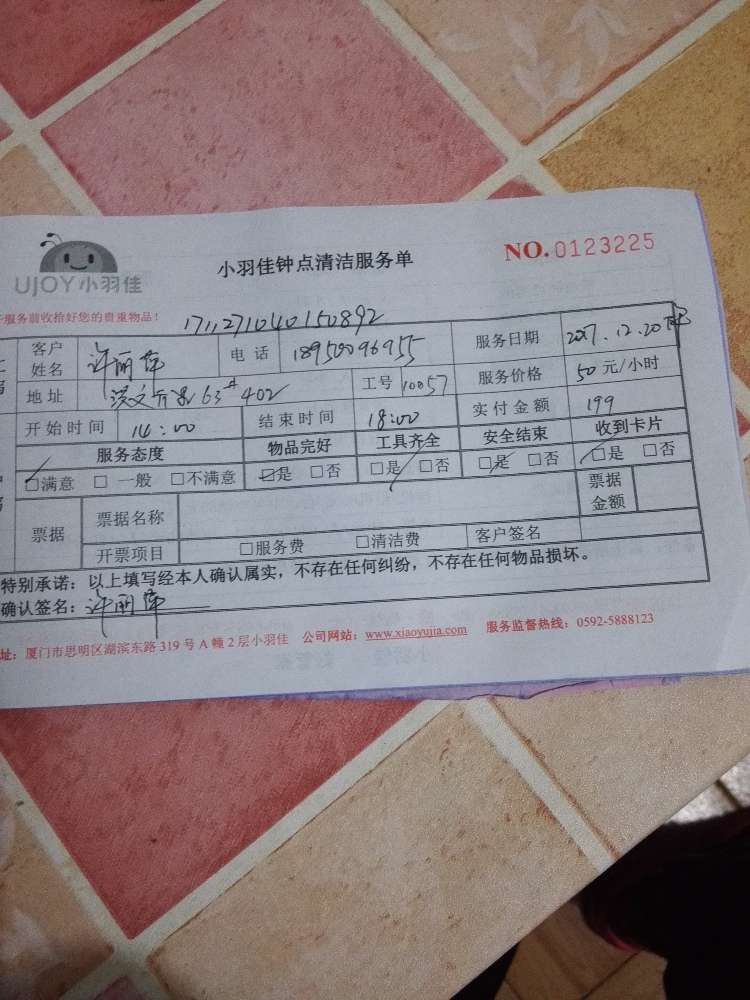 UJOY小羽佳
小羽佳钟点清洁服务单
NO.0123225
服务前收拾好您的贵重物品！
1711271040150892
客户姓名 许丽萍 电话 18950096955 服务日期 2017.12.20
地址 63 402 工号 10057 服务价格 50元/小时
开始时间 14:00 结束时间 18:00 实付金额 199
服务态度 物品完好 工具齐全 安全结束 收到卡片
□满意 □一般 □不满意 □是 □否 □是 □否 □是 □否 □是 □否
票据 票据名称 票据金额
开票项目 □服务费 □清洁费 客户签名
特别承诺：以上填写经本人确认属实，不存在任何纠纷，不存在任何物品损坏。
确认签名：许丽萍
址：厦门市思明区湖滨东路319号A幢2层小羽佳 公司网站：www.xiaoyujia.com 服务监督热线：0592-5888123